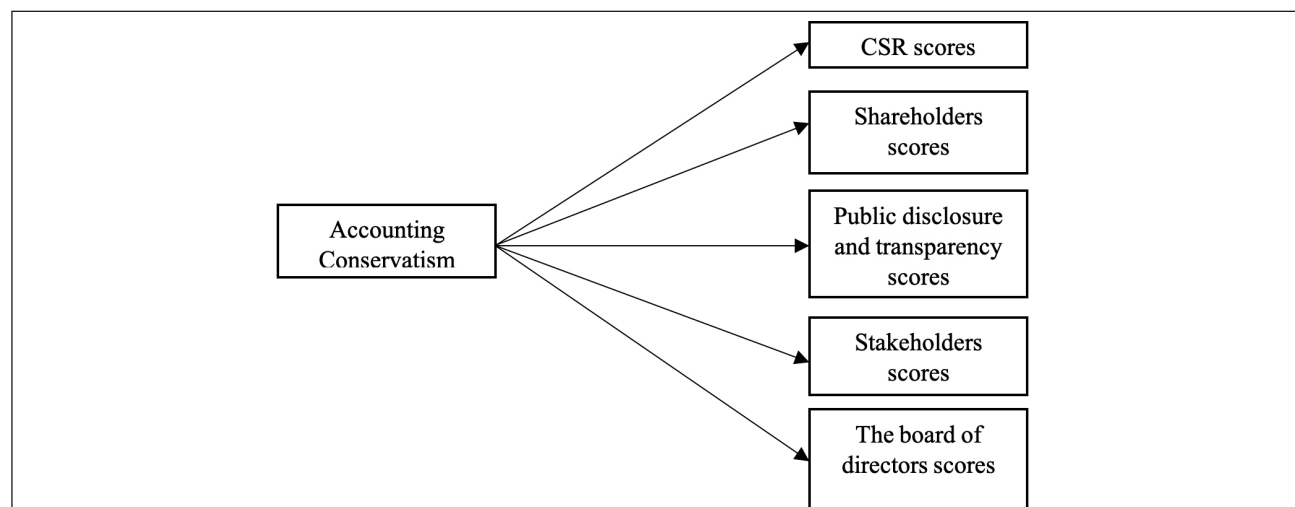 CSR scores
Shareholders
scores
Accounting
Conservatism
Public disclosure
and transparency
scores
Stakeholders
scores
The board of
directors scores